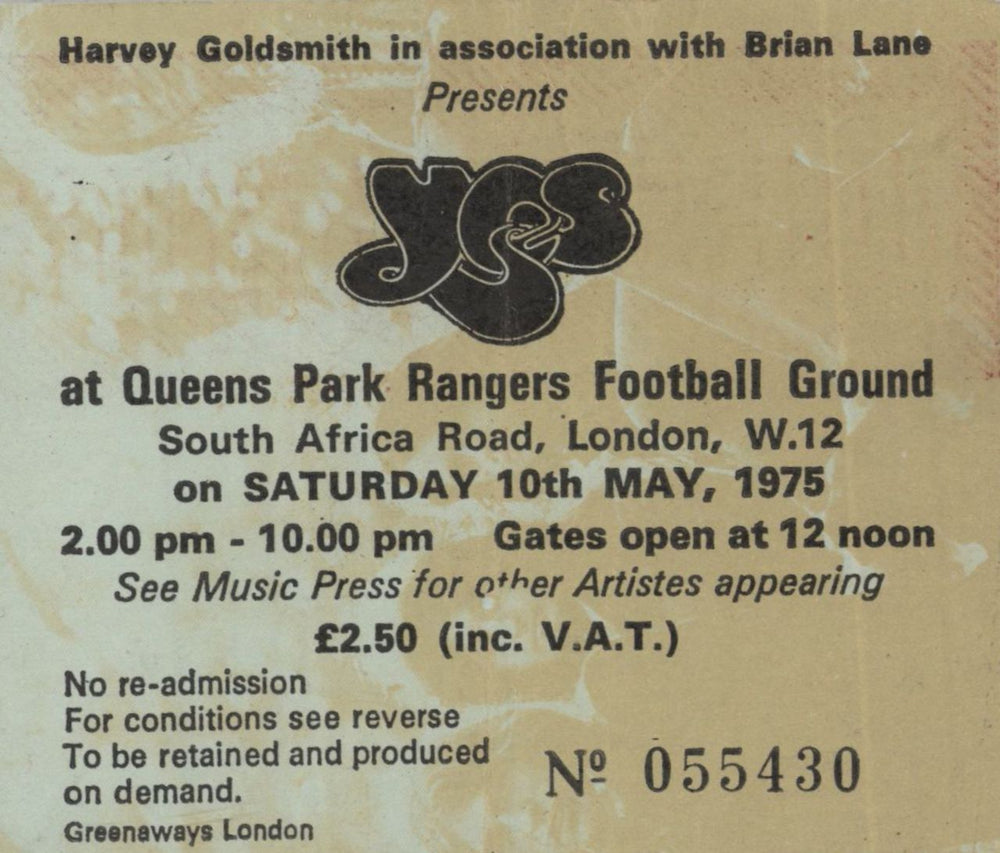 Harvey Goldsmith in association with Brian Lane
Presents
yes
at Queens Park Rangers Football Ground
South Africa Road, London, W.12
on SATURDAY 10th MAY, 1975
2.00 pm - 10.00 pm Gates open at 12 noon
See Music Press for other Artistes appearing
£2.50 (inc. V.A.T.)
No re-admission
For conditions see reverse
To be retained and produced
on demand.
Nº 055430
Greenaways London